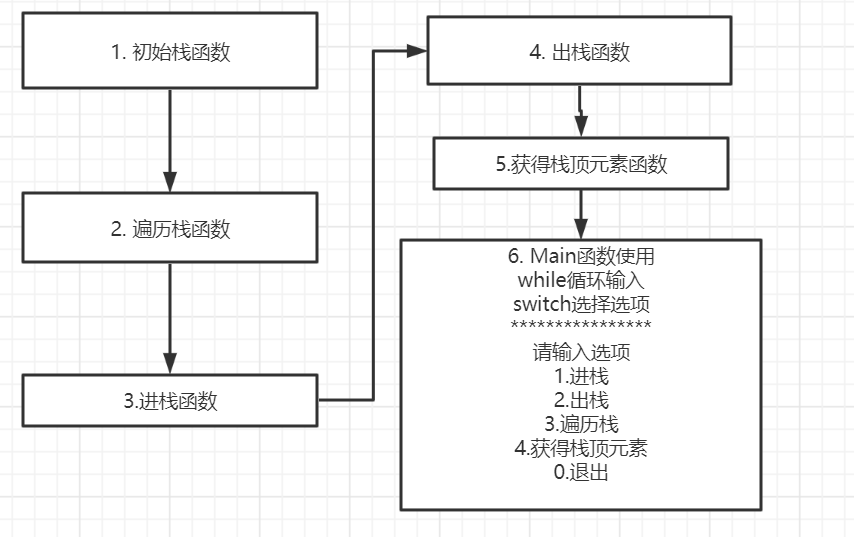 1. 初始栈函数
2. 遍历栈函数
3.进栈函数
4. 出栈函数
5.获得栈顶元素函数
6. Main函数使用
while循环输入
switch选择选项
****************
请输入选项
1.进栈
2.出栈
3.遍历栈
4.获得栈顶元素
0.退出